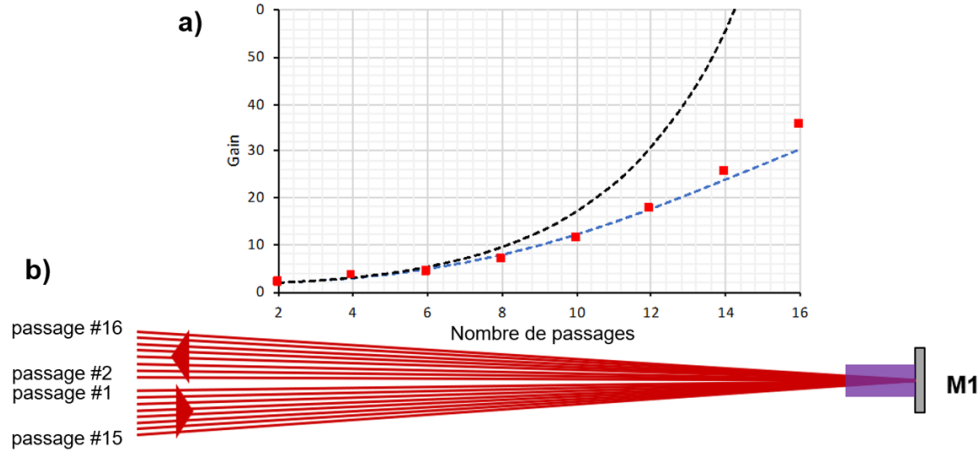 a)
0
50
40
30
20
10
0
Gain
2 4 6 8 10 12 14 16
Nombre de passages
b)
passage #16
passage #2
passage #1
passage #15
M1